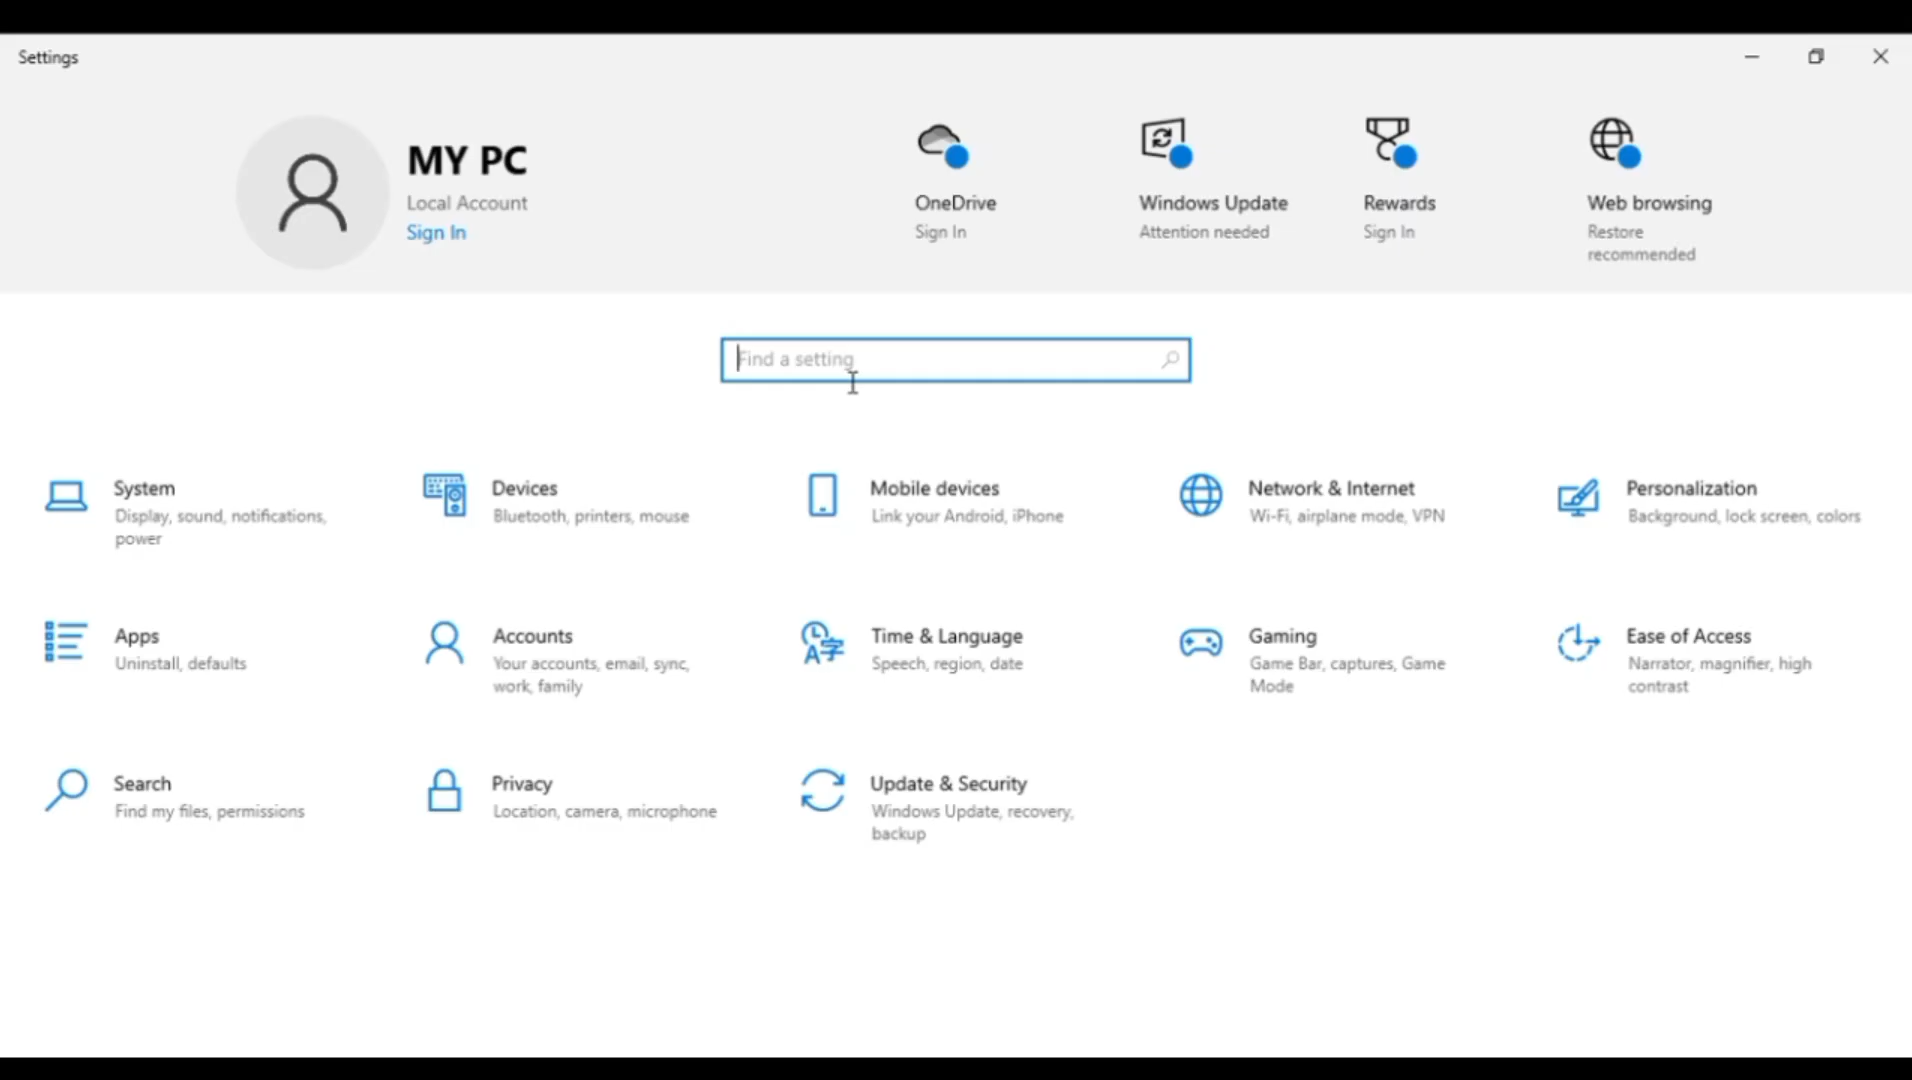 Settings
MY PC
Local Account
Sign In
OneDrive
Sign In
Windows Update
Attention needed
Rewards
Sign In
Web browsing
Restore
recommended
Find a setting
System
Display, sound, notifications,
power
Devices
Bluetooth, printers, mouse
Mobile devices
Link your Android, iPhone
Network & Internet
Wi-Fi, airplane mode, VPN
Personalization
Background, lock screen, colors
Apps
Uninstall, defaults
Accounts
Your accounts, email, sync,
work, family
Time & Language
Speech, region, date
Gaming
Game Bar, captures, Game
Mode
Ease of Access
Narrator, magnifier, high
contrast
Search
Find my files, permissions
Privacy
Location, camera, microphone
Update & Security
Windows Update, recovery,
backup